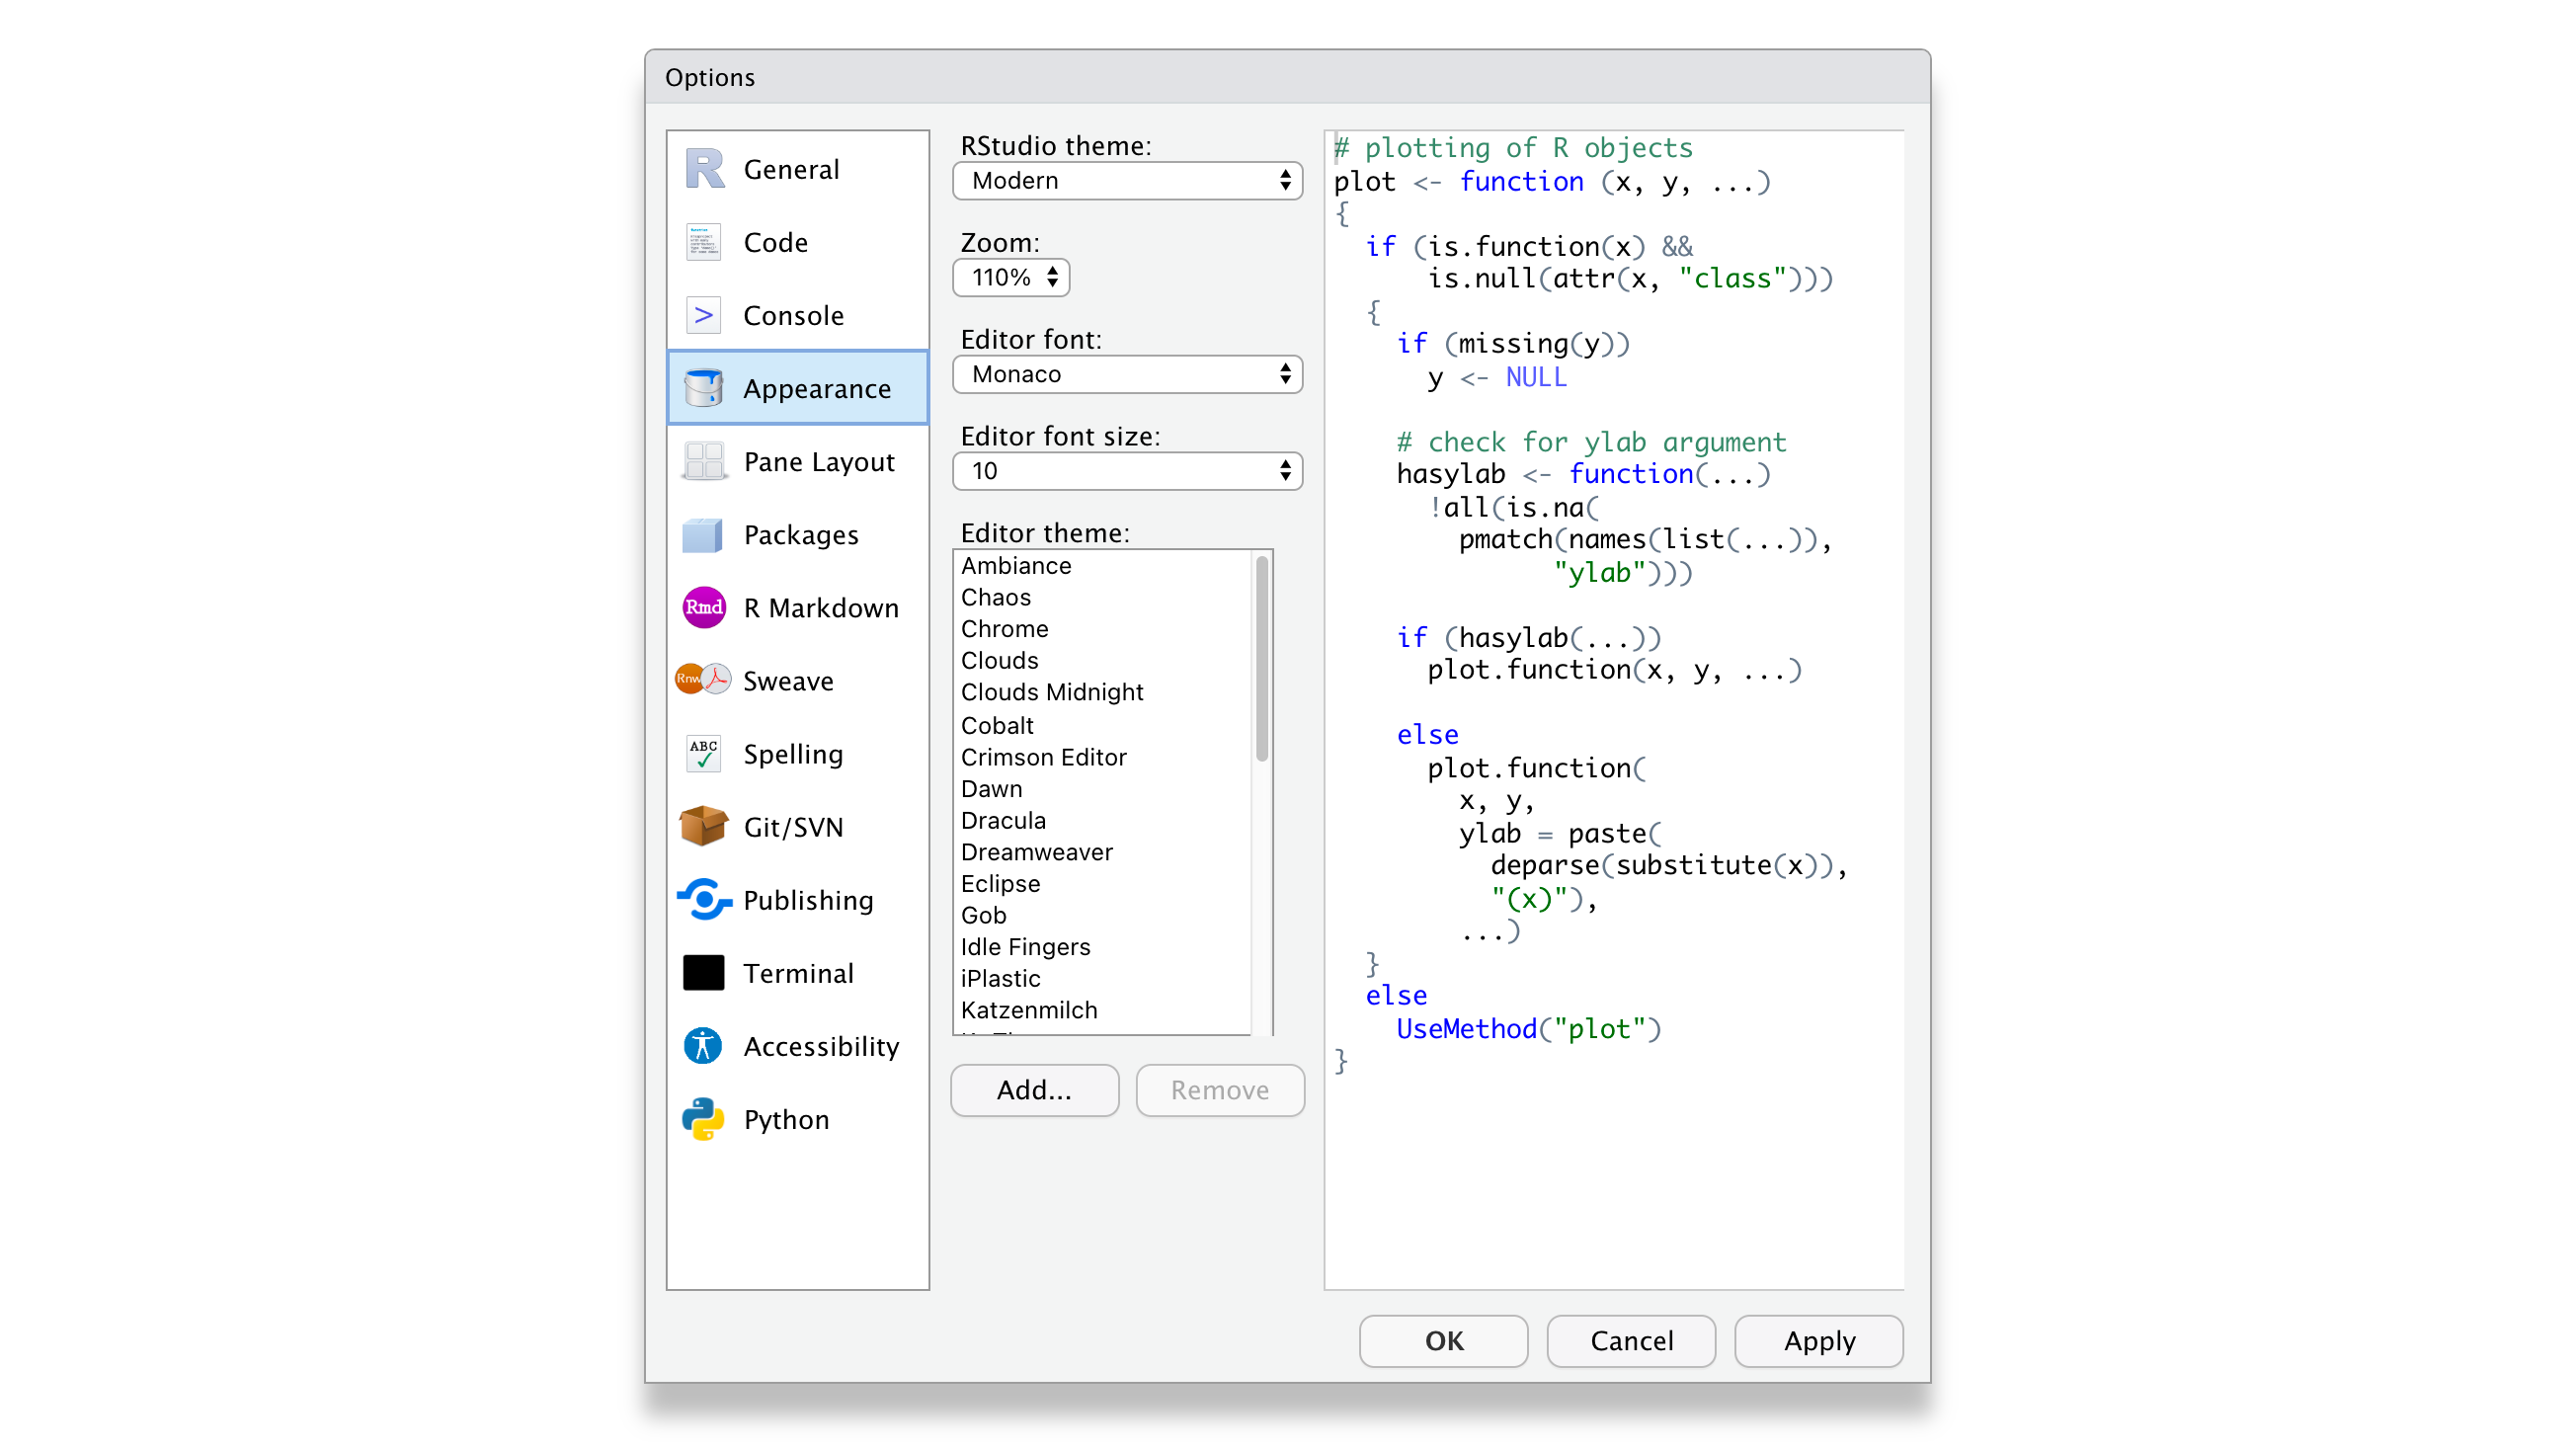 Options
General
Code
Console
Appearance
Pane Layout
Packages
Rmd
R Markdown
Rnw
Sweave
ABC
Spelling
Git/SVN
Publishing
Terminal
Accessibility
Python
RStudio theme:
Modern
Zoom:
110%
Editor font:
Monaco
Editor font size:
10
Editor theme:
Ambiance
Chaos
Chrome
Clouds
Clouds Midnight
Cobalt
Crimson Editor
Dawn
Dracula
Dreamweaver
Eclipse
Gob
Idle Fingers
iPlastic
Katzenmilch
Add...
Remove
# plotting of R objects
plot <- function (x, y, ...)
{
  if (is.function(x) &&
      is.null(attr(x, "class")))
  {
    if (missing(y))
      y <- NULL

    # check for ylab argument
    hasylab <- function(...)
      !all(is.na(
        pmatch(names(list(...)),
              "ylab")))

    if (hasylab(...))
      plot.function(x, y, ...)

    else
      plot.function(
        x, y,
        ylab = paste(
          deparse(substitute(x)),
          "(x)"),
        ...)
  }
  else
    UseMethod("plot")
}
OK
Cancel
Apply